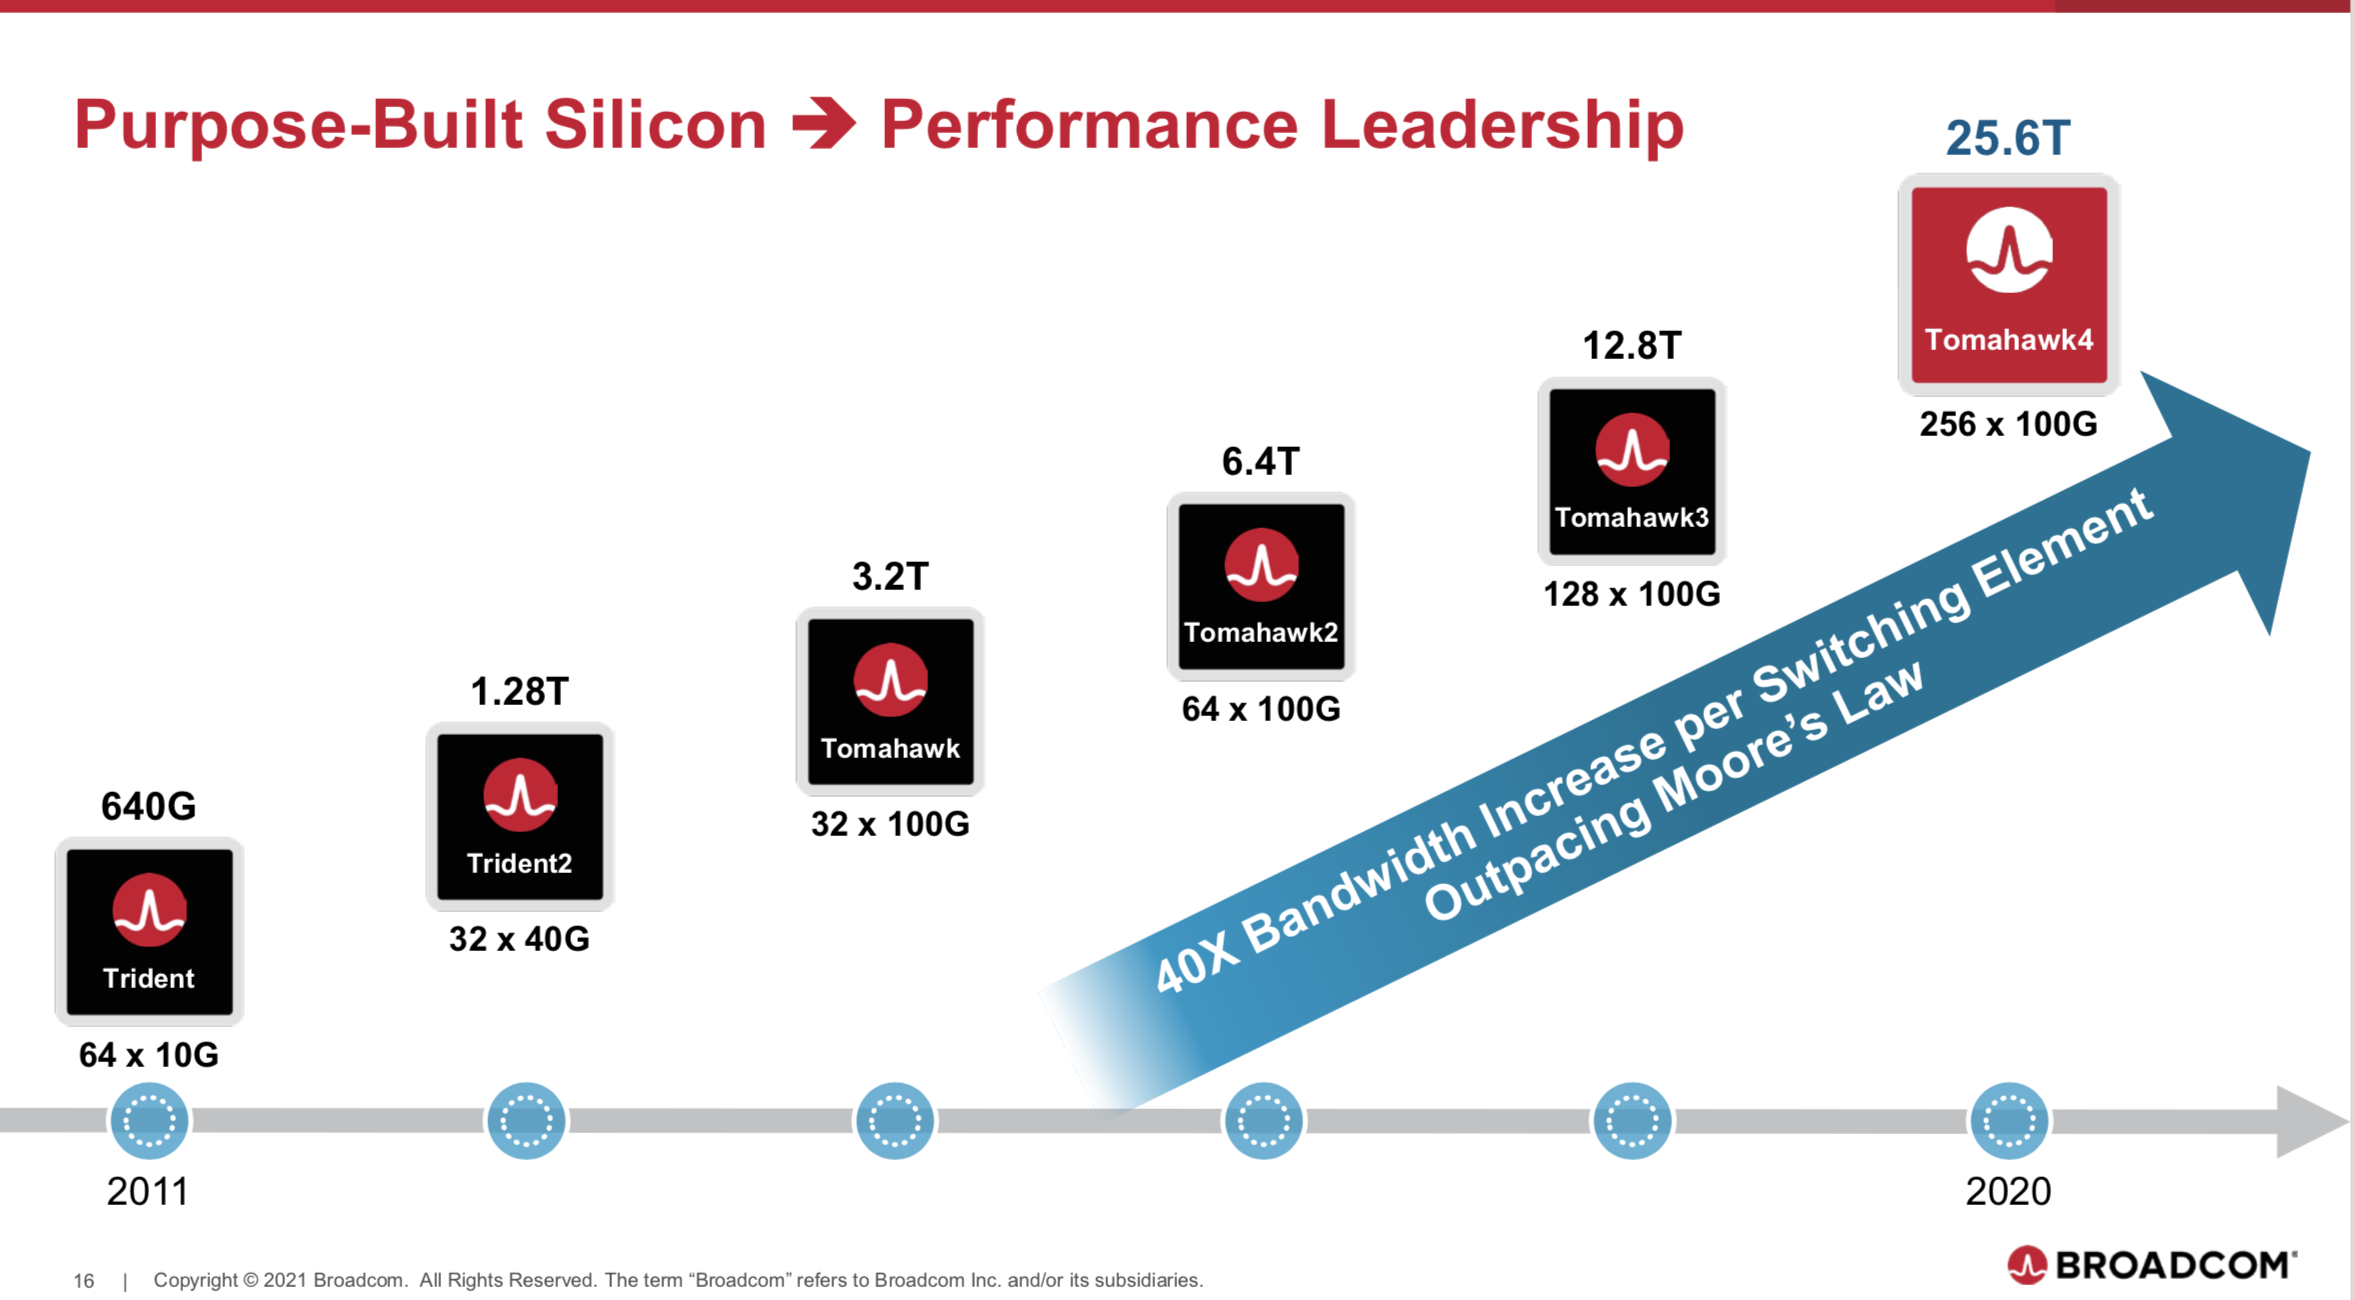 Purpose-Built Silicon ➔ Performance Leadership
25.6T
Tomahawk4
256 x 100G
12.8T
Tomahawk3
128 x 100G
6.4T
Tomahawk2
64 x 100G
3.2T
Tomahawk
32 x 100G
1.28T
Trident2
32 x 40G
640G
Trident
64 x 10G
40X Bandwidth Increase per Switching Element
Outpacing Moore’s Law
2011
2020
16 | Copyright © 2021 Broadcom. All Rights Reserved. The term “Broadcom” refers to Broadcom Inc. and/or its subsidiaries.
BROADCOM®